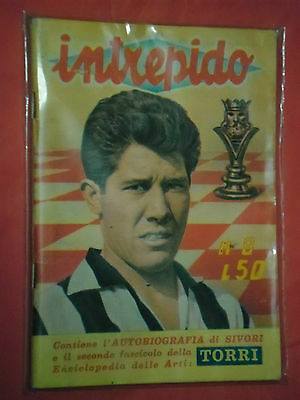 intrepido
N 8
L 50
Contiene l'AUTOBIOGRAFIA di SIVORI
e il secondo fascicolo della
Enciclopedia delle Arti: TORRI